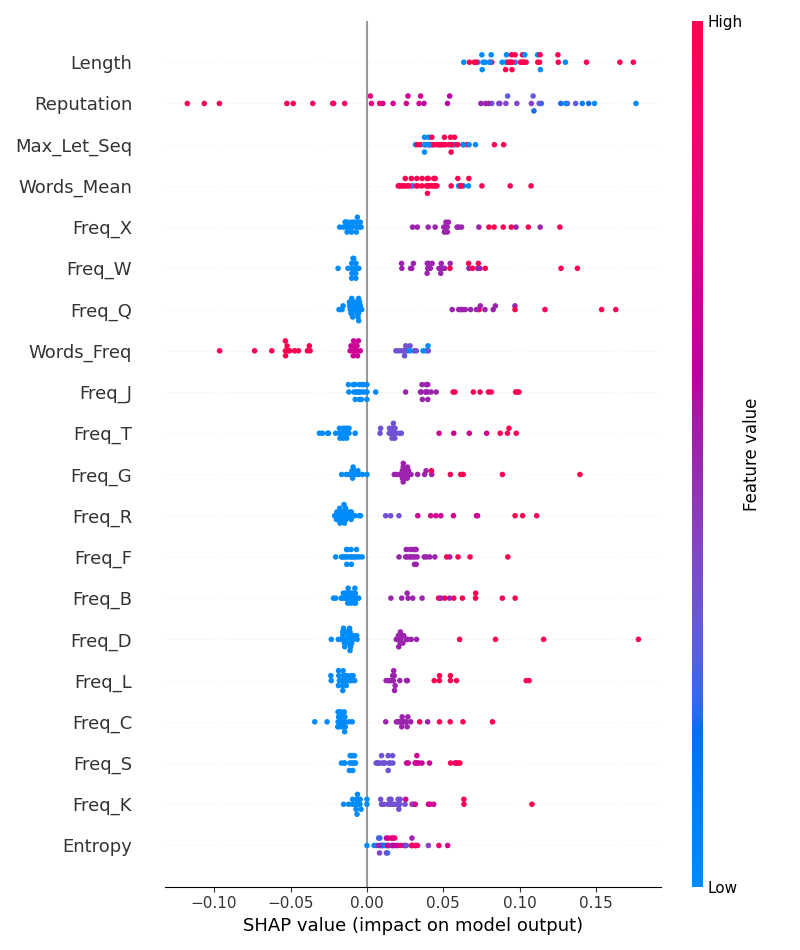 High
Length
Reputation
Max_Let_Seq
Words_Mean
Freq_X
Freq_W
Freq_Q
Words_Freq
Freq_J
Freq_T
Freq_G
Freq_R
Freq_F
Freq_B
Freq_D
Freq_L
Freq_C
Freq_S
Freq_K
Entropy
Feature value
Low
−0.10 −0.05 0.00 0.05 0.10 0.15
SHAP value (impact on model output)